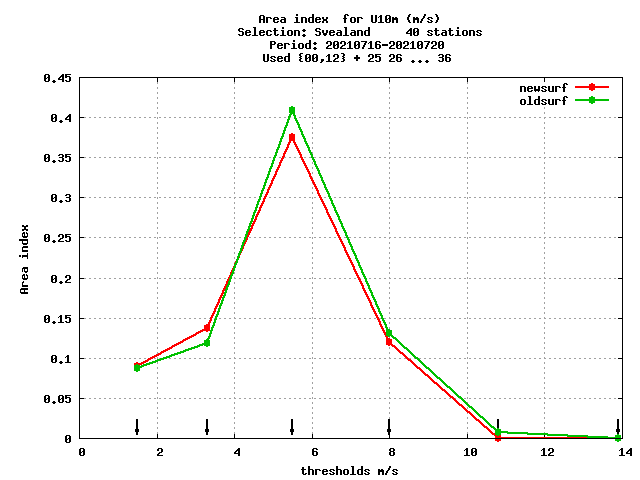 Area index  for U10m (m/s)
Selection: Svealand     40 stations
Period: 20210716-20210720
Used {00,12} + 25 26 ... 36
newsurf
oldsurf
0.45
0.4
0.35
0.3
0.25
0.2
0.15
0.1
0.05
0
Area index
0 2 4 6 8 10 12 14
thresholds m/s